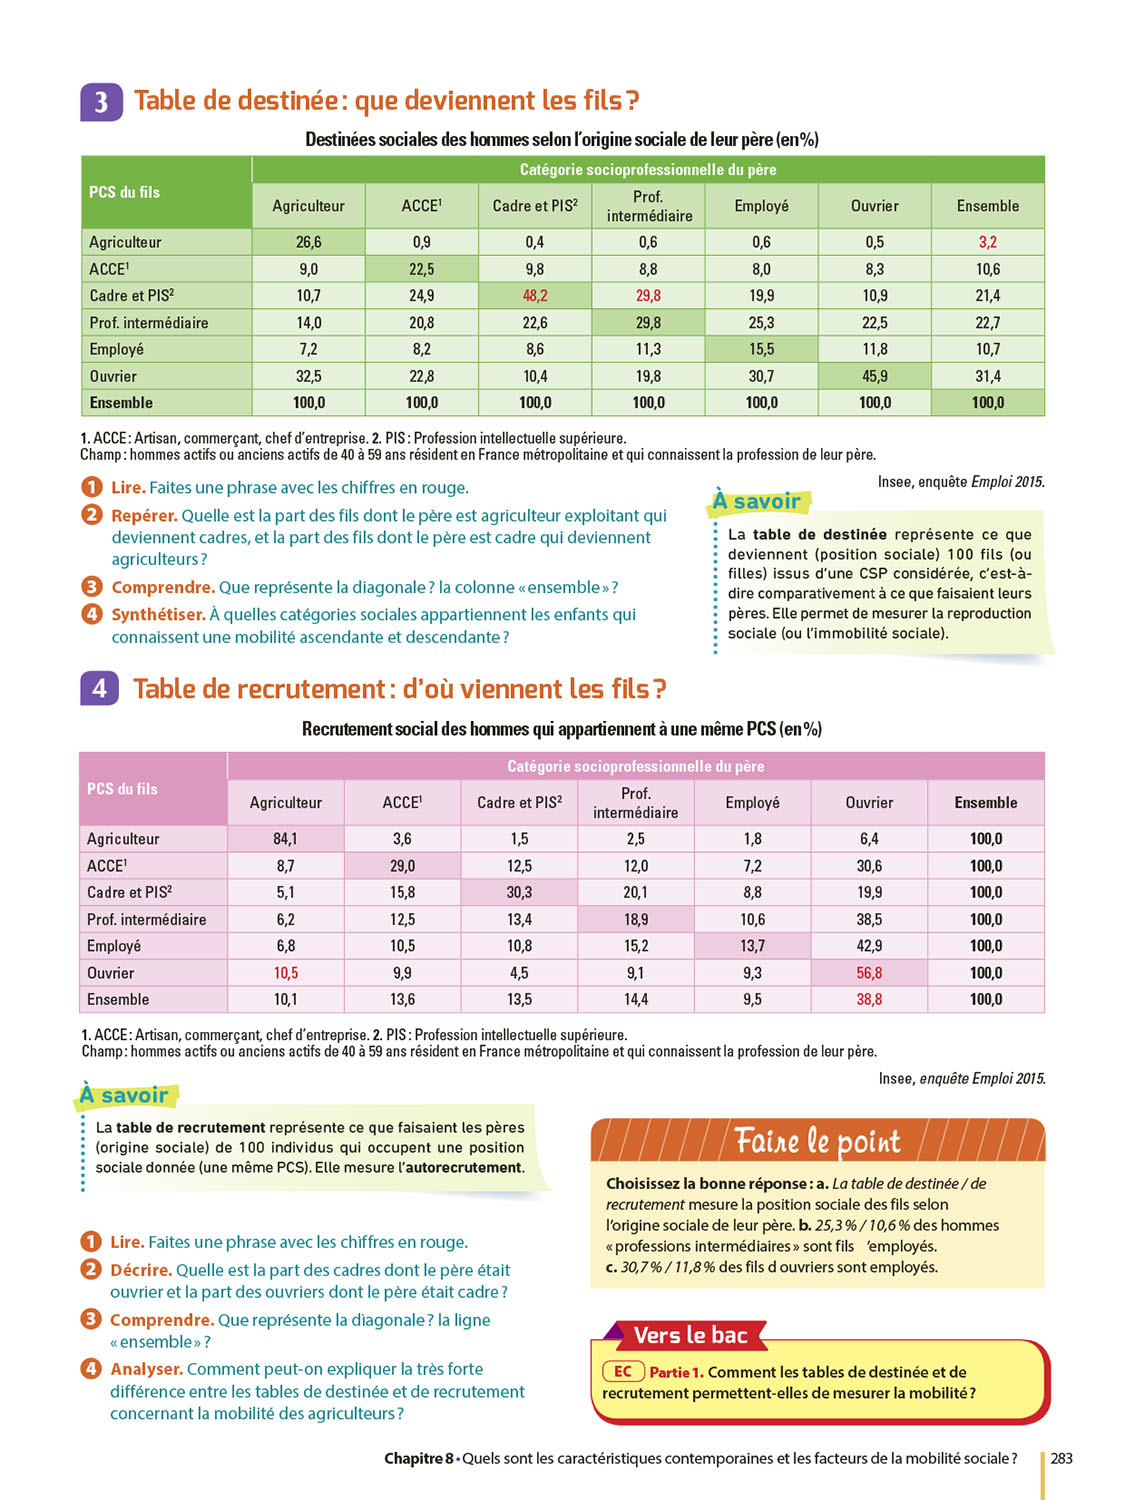 3 Table de destinée : que deviennent les fils ?
Destinées sociales des hommes selon l'origine sociale de leur père (en %)
PCS du fils
Catégorie socioprofessionnelle du père
Agriculteur ACCE¹ Cadre et PIS² Prof. intermédiaire Employé Ouvrier Ensemble
Agriculteur 26,6 0,9 0,4 0,6 0,6 0,5 3,2
ACCE¹ 9,0 22,5 9,8 8,8 8,0 8,3 10,6
Cadre et PIS² 10,7 24,9 48,2 29,8 19,9 10,9 21,4
Prof. intermédiaire 14,0 20,8 22,6 29,8 25,3 22,5 22,7
Employé 7,2 8,2 8,6 11,3 15,5 11,8 10,7
Ouvrier 32,5 22,8 10,4 19,8 30,7 45,9 31,4
Ensemble 100,0 100,0 100,0 100,0 100,0 100,0 100,0
1. ACCE : Artisan, commerçant, chef d'entreprise. 2. PIS : Profession intellectuelle supérieure.
Champ : hommes actifs ou anciens actifs de 40 à 59 ans résident en France métropolitaine et qui connaissent la profession de leur père.
Insee, enquête Emploi 2015.
1 Lire. Faites une phrase avec les chiffres en rouge.
2 Repérer. Quelle est la part des fils dont le père est agriculteur exploitant qui
deviennent cadres, et la part des fils dont le père est cadre qui deviennent
agriculteurs ?
3 Comprendre. Que représente la diagonale ? la colonne « ensemble » ?
4 Synthétiser. À quelles catégories sociales appartiennent les enfants qui
connaissent une mobilité ascendante et descendante ?
À savoir
La table de destinée représente ce que
deviennent (position sociale) 100 fils (ou
filles) issus d'une CSP considérée, c'est-à-
dire comparativement à ce que faisaient leurs
pères. Elle permet de mesurer la reproduction
sociale (ou l'immobilité sociale).
4 Table de recrutement : d'où viennent les fils ?
Recrutement social des hommes qui appartiennent à une même PCS (en %)
PCS du fils
Catégorie socioprofessionnelle du père
Agriculteur ACCE¹ Cadre et PIS² Prof. intermédiaire Employé Ouvrier Ensemble
Agriculteur 84,1 3,6 1,5 2,5 1,8 6,4 100,0
ACCE¹ 8,7 29,0 12,5 12,0 7,2 30,6 100,0
Cadre et PIS² 5,1 15,8 30,3 20,1 8,8 19,9 100,0
Prof. intermédiaire 6,2 12,5 13,4 18,9 10,6 38,5 100,0
Employé 6,8 10,5 10,8 15,2 13,7 42,9 100,0
Ouvrier 10,5 9,9 4,5 9,1 9,3 56,8 100,0
Ensemble 10,1 13,6 13,5 14,4 9,5 38,8 100,0
1. ACCE : Artisan, commerçant, chef d'entreprise. 2. PIS : Profession intellectuelle supérieure.
Champ : hommes actifs ou anciens actifs de 40 à 59 ans résident en France métropolitaine et qui connaissent la profession de leur père.
Insee, enquête Emploi 2015.
À savoir
La table de recrutement représente ce que faisaient les pères
(origine sociale) de 100 individus qui occupent une position
sociale donnée (une même PCS). Elle mesure l'autorecrutement.
1 Lire. Faites une phrase avec les chiffres en rouge.
2 Décrire. Quelle est la part des cadres dont le père était
ouvrier et la part des ouvriers dont le père était cadre ?
3 Comprendre. Que représente la diagonale ? la ligne
« ensemble » ?
4 Analyser. Comment peut-on expliquer la très forte
différence entre les tables de destinée et de recrutement
concernant la mobilité des agriculteurs ?
Faire le point
Choisissez la bonne réponse : a. La table de destinée / de
recrutement mesure la position sociale des fils selon
l'origine sociale de leur père. b. 25,3 % / 10,6 % des hommes
« professions intermédiaires » sont fils 'employés.
c. 30,7 % / 11,8 % des fils d ouvriers sont employés.
Vers le bac
EC Partie 1. Comment les tables de destinée et de
recrutement permettent-elles de mesurer la mobilité ?
Chapitre 8 • Quels sont les caractéristiques contemporaines et les facteurs de la mobilité sociale ? 283